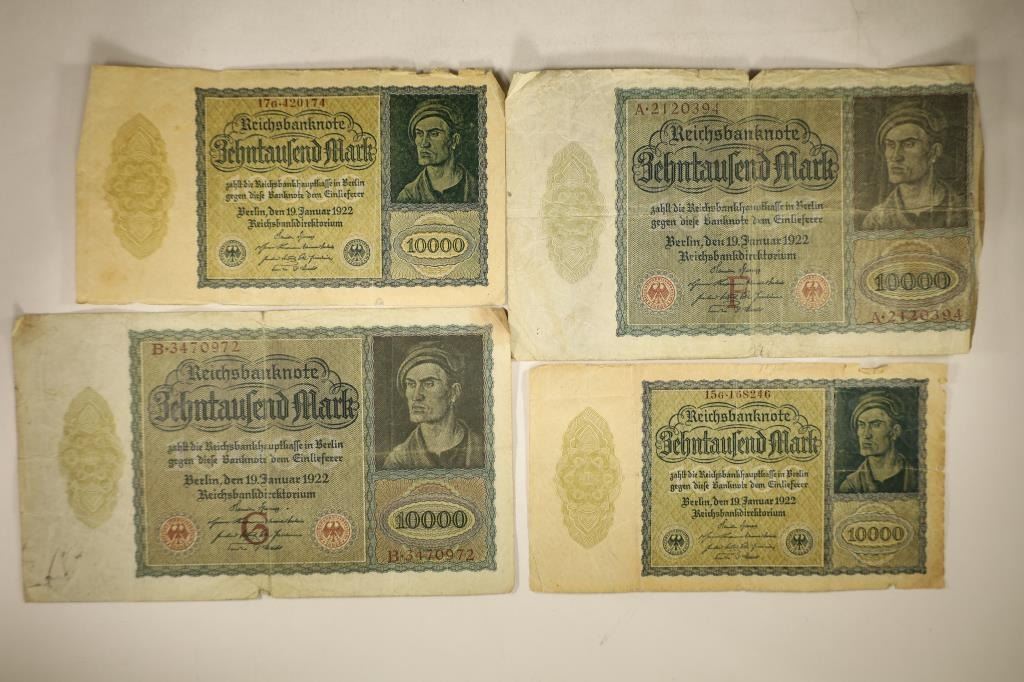 17G·420174
Reichsbanknote
Zehntausend Mark
zahlt die Reichsbankhauptkasse in Berlin
gegen diese Banknote dem Einlieferer
Berlin, den 19. Januar 1922
Reichsbankdirektorium
10000
A·2120394
Reichsbanknote
Zehntausend Mark
zahlt die Reichsbankhauptkasse in Berlin
gegen diese Banknote dem Einlieferer
Berlin, den 19. Januar 1922
Reichsbankdirektorium
F
10000
A·2120394
B·3470972
Reichsbanknote
Zehntausend Mark
zahlt die Reichsbankhauptkasse in Berlin
gegen diese Banknote dem Einlieferer
Berlin, den 19. Januar 1922
Reichsbankdirektorium
G
10000
B·3470972
15G·168246
Reichsbanknote
Zehntausend Mark
zahlt die Reichsbankhauptkasse in Berlin
gegen diese Banknote dem Einlieferer
Berlin, den 19. Januar 1922
Reichsbankdirektorium
10000